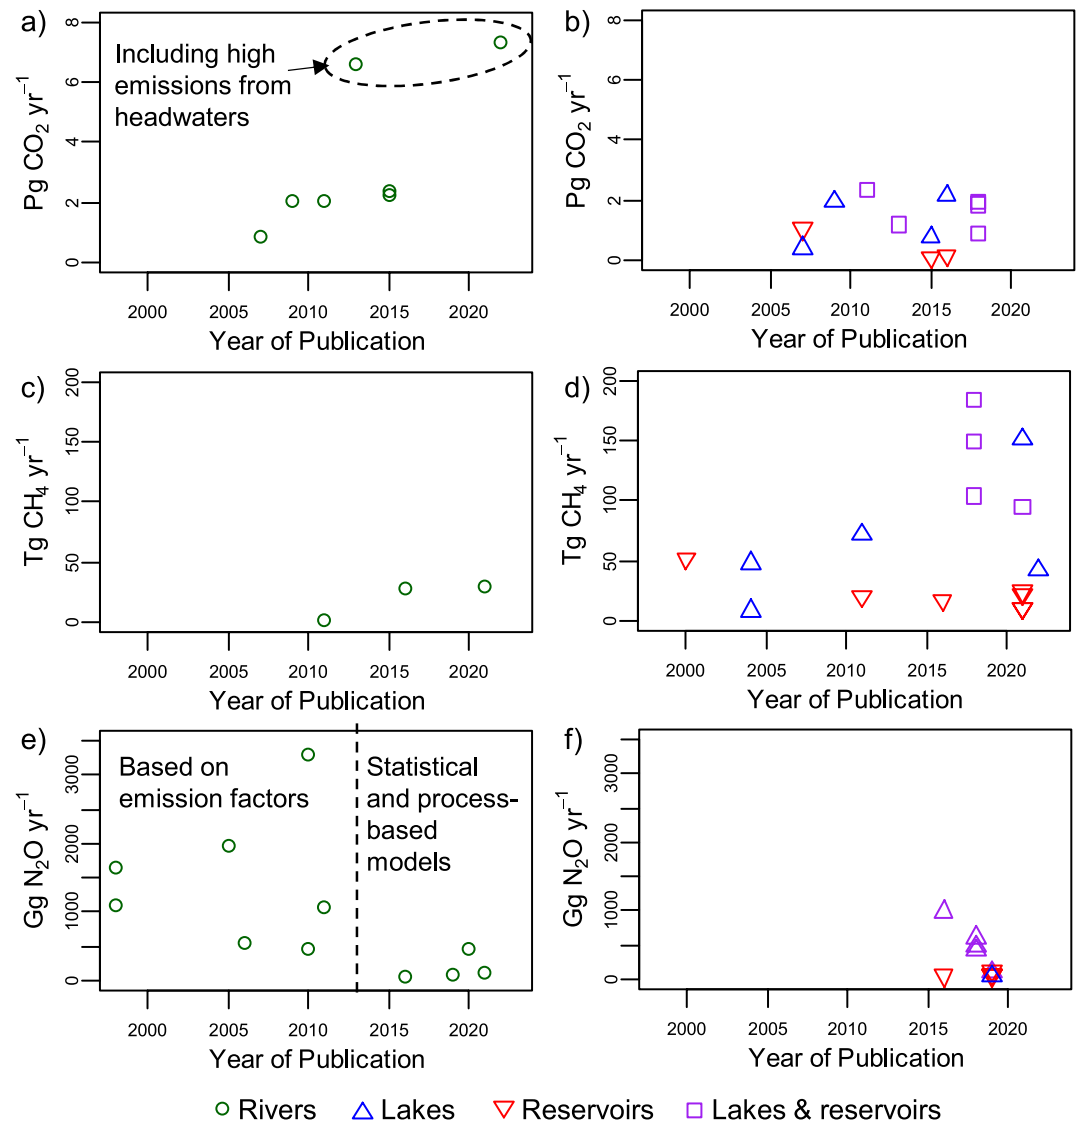 a)
Pg CO₂ yr⁻¹
0 2 4 6 8
Including high
emissions from
headwaters
2000 2005 2010 2015 2020
Year of Publication
b)
Pg CO₂ yr⁻¹
0 2 4 6 8
2000 2005 2010 2015 2020
Year of Publication
c)
Tg CH₄ yr⁻¹
0 50 100 150 200
2000 2005 2010 2015 2020
Year of Publication
d)
Tg CH₄ yr⁻¹
0 50 100 150 200
2000 2005 2010 2015 2020
Year of Publication
e)
Gg N₂O yr⁻¹
0 1000 2000 3000
Based on
emission factors
Statistical
and process-
based
models
2000 2005 2010 2015 2020
Year of Publication
f)
Gg N₂O yr⁻¹
0 1000 2000 3000
2000 2005 2010 2015 2020
Year of Publication
Rivers Lakes Reservoirs Lakes & reservoirs